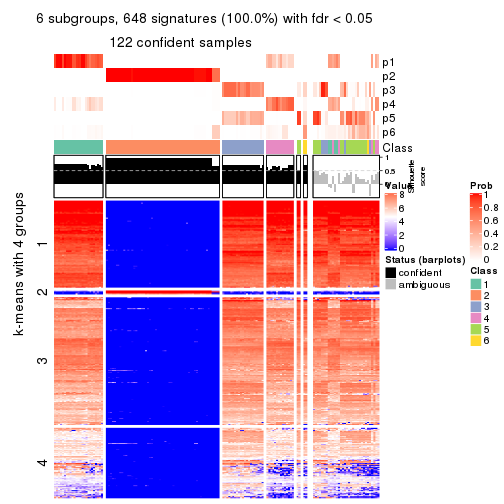 6 subgroups, 648 signatures (100.0%) with fdr < 0.05
122 confident samples
p1
p2
p3
p4
p5
p6
Class
1
0.5
0
Silhouette
score
k-means with 4 groups
1
2
3
4
Value
8
6
4
2
0
Status (barplots)
confident
ambiguous
Prob
1
0.8
0.6
0.4
0.2
0
Class
1
2
3
4
5
6